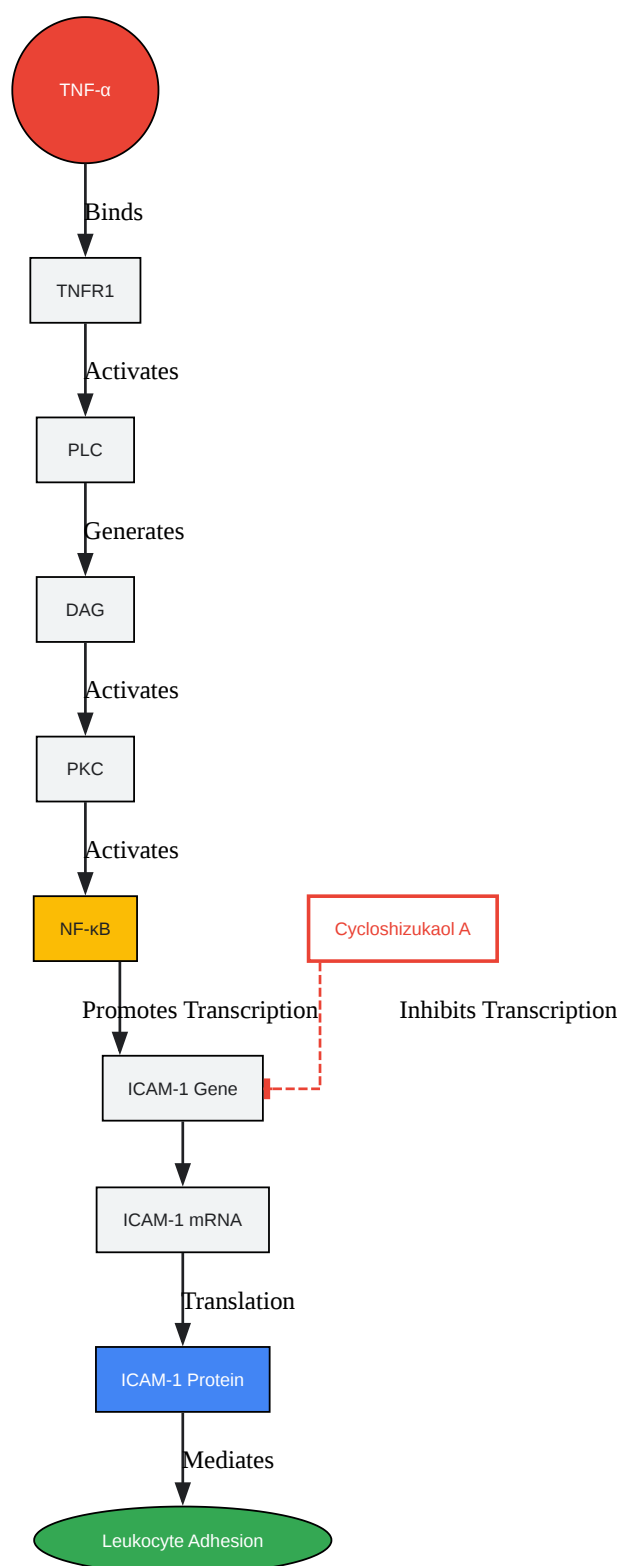 TNF-α
Binds
TNFR1
Activates
PLC
Generates
DAG
Activates
PKC
Activates
NF-κB
Cycloshizukaol A
Promotes Transcription
Inhibits Transcription
ICAM-1 Gene
ICAM-1 mRNA
Translation
ICAM-1 Protein
Mediates
Leukocyte Adhesion